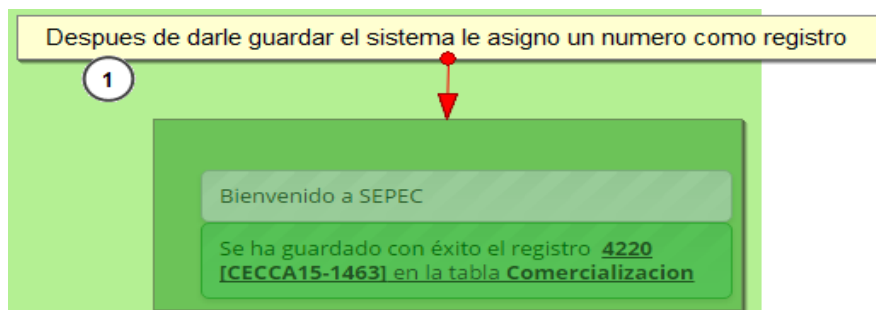 Despues de darle guardar el sistema le asigno un numero como registro
1
Bienvenido a SEPEC
Se ha guardado con éxito el registro 4220
[CECCA15-1463] en la tabla Comercializacion